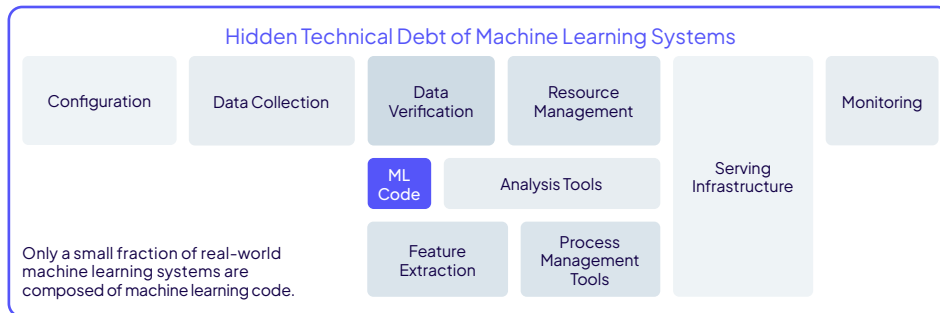 Hidden Technical Debt of Machine Learning Systems
Configuration
Data Collection
Data
Verification
Resource
Management
Serving
Infrastructure
Monitoring
ML
Code
Analysis Tools
Feature
Extraction
Process
Management
Tools
Only a small fraction of real-world
machine learning systems are
composed of machine learning code.